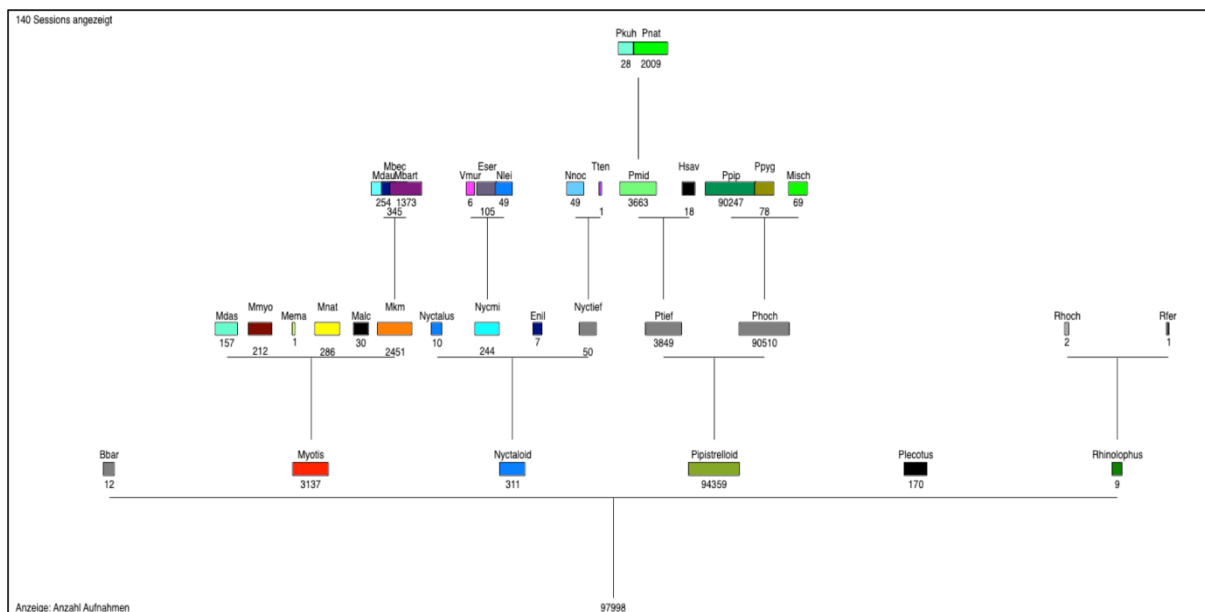 140 Sessions angezeigt
Pkuh Pnat
28 2009
Mbec Eser Tten Hsav Ppyg
Mdau Mbart Vmur Nlei Nnoc Pmid Ppip Misch
254 1373 6 49 49 1 3663 18 90247 69
345 105 78
Mmyo Mnat Mkm
Mdas Mema Malc Nyctalus Nycmi Enil Nyctief Ptief Phoch Rhoch Rfer
157 1 30 10 7 3849 90510 2 1
212 286 2451 244 50
Bbar Myotis Nyctaloid Pipistrelloid Plecotus Rhinolophus
12 3137 311 94359 170 9
Anzeige: Anzahl Aufnahmen 97998